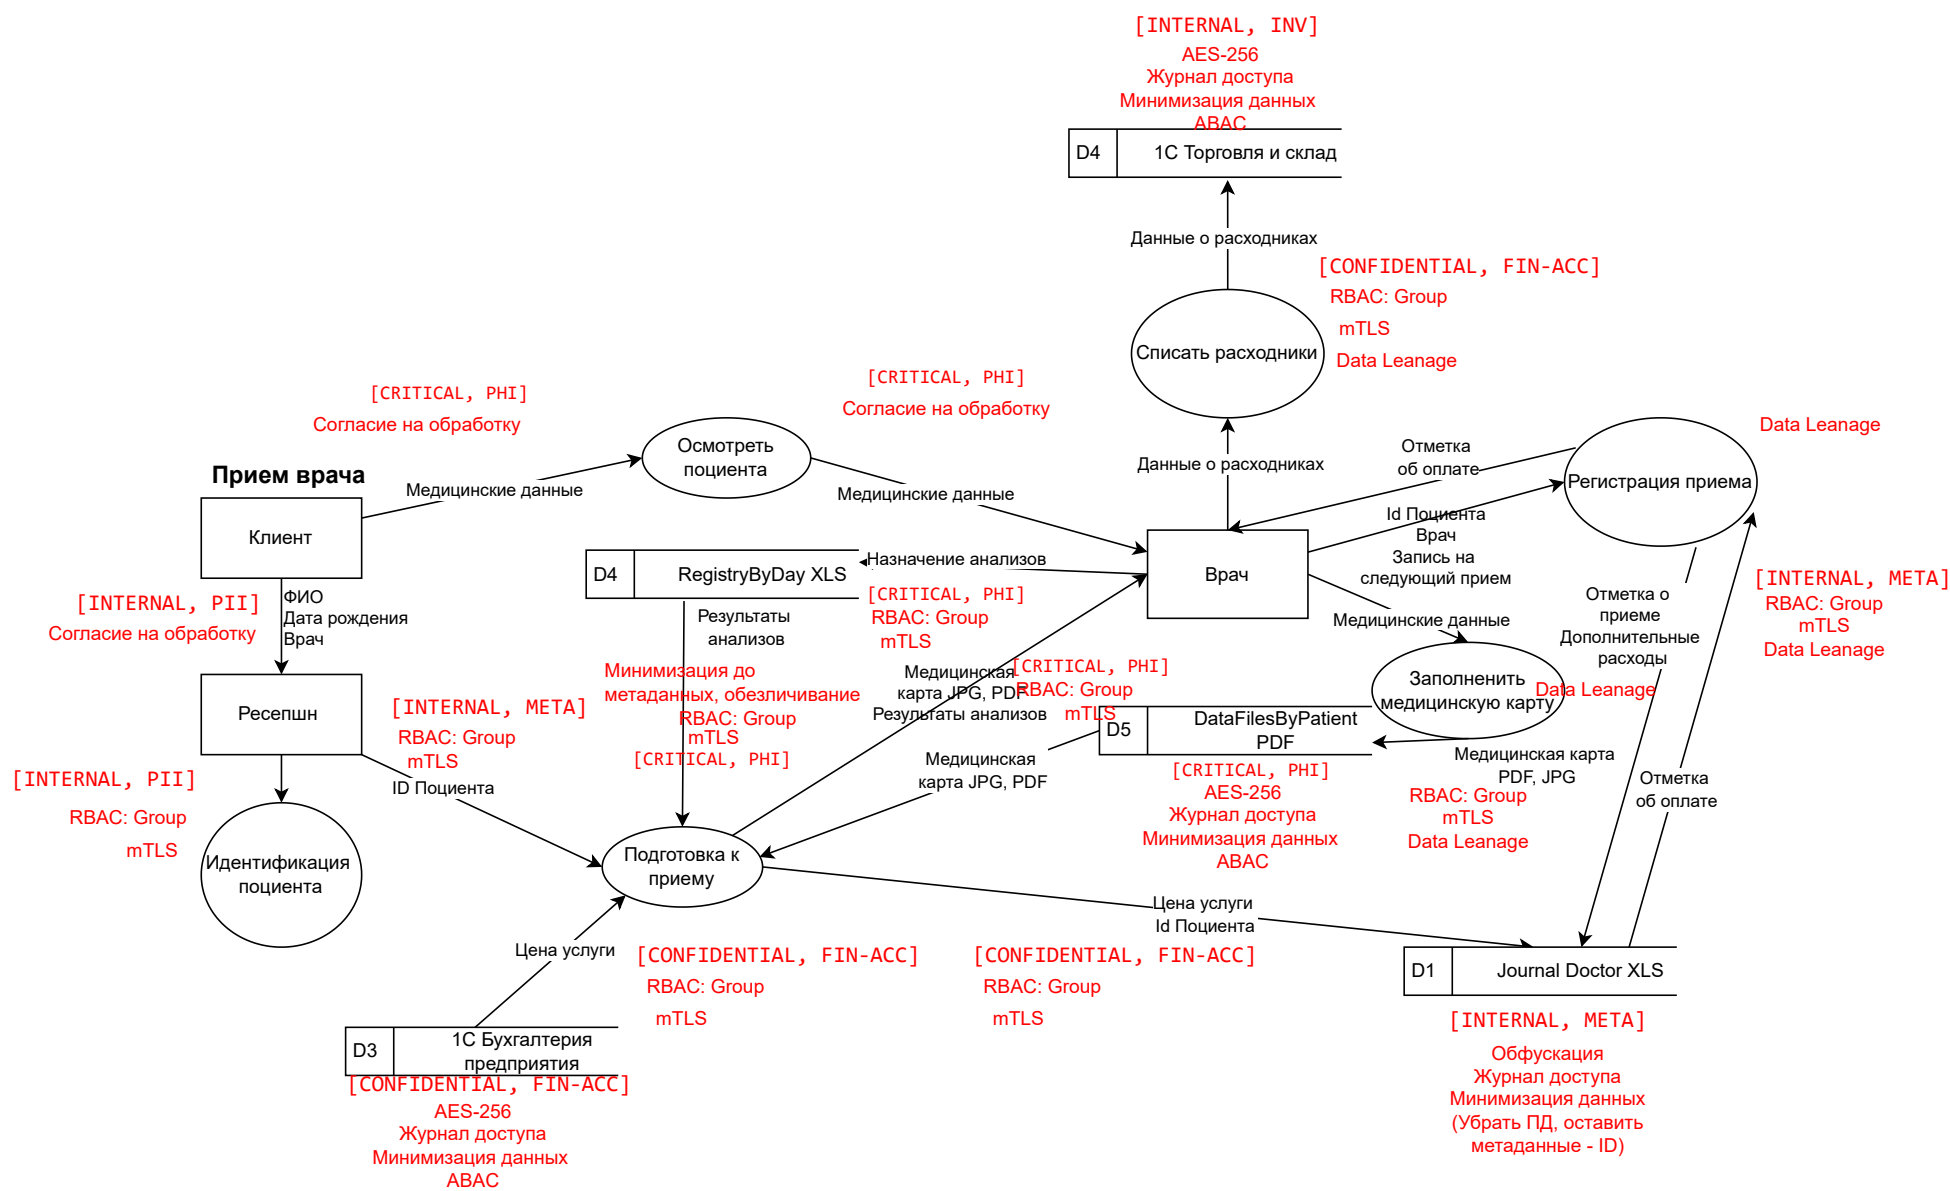 [INTERNAL, INV]
AES-256
Журнал доступа
Минимизация данных
ABAC
D4
1С Торговля и склад
Данные о расходниках
[CONFIDENTIAL, FIN-ACC]
RBAC: Group
mTLS
Data Leanage
Списать расходники
Данные о расходниках
[CRITICAL, PHI]
Согласие на обработку
[CRITICAL, PHI]
Согласие на обработку
Осмотреть
поциента
Медицинские данные
Медицинские данные
Прием врача
Клиент
[INTERNAL, PII]
Согласие на обработку
ФИО
Дата рождения
Врач
Ресепшн
[INTERNAL, PII]
RBAC: Group
mTLS
Идентификация
поциента
[INTERNAL, META]
RBAC: Group
mTLS
ID Поциента
D4
RegistryByDay XLS
Назначение анализов
[CRITICAL, PHI]
RBAC: Group
mTLS
Результаты
анализов
Минимизация до
метаданных, обезличивание
RBAC: Group
mTLS
[CRITICAL, PHI]
Медицинская
карта JPG, PDF
Результаты анализов
[CRITICAL, PHI]
RBAC: Group
mTLS
Врач
Отметка
об оплате
Id Поциента
Врач
Запись на
следующий прием
Регистрация приема
Data Leanage
[INTERNAL, META]
RBAC: Group
mTLS
Data Leanage
Отметка о
приеме
Дополнительные
расходы
Медицинские данные
Заполненить
медицинскую карту
Data Leanage
D5
DataFilesByPatient
PDF
[CRITICAL, PHI]
AES-256
Журнал доступа
Минимизация данных
ABAC
Медицинская карта
PDF, JPG
RBAC: Group
mTLS
Data Leanage
Отметка
об оплате
Медицинская
карта JPG, PDF
Подготовка к
приему
Цена услуги
Id Поциента
Цена услуги
[CONFIDENTIAL, FIN-ACC]
RBAC: Group
mTLS
[CONFIDENTIAL, FIN-ACC]
RBAC: Group
mTLS
D1
Journal Doctor XLS
[INTERNAL, META]
Обфускация
Журнал доступа
Минимизация данных
(Убрать ПД, оставить
метаданные - ID)
D3
1С Бухгалтерия
предприятия
[CONFIDENTIAL, FIN-ACC]
AES-256
Журнал доступа
Минимизация данных
ABAC